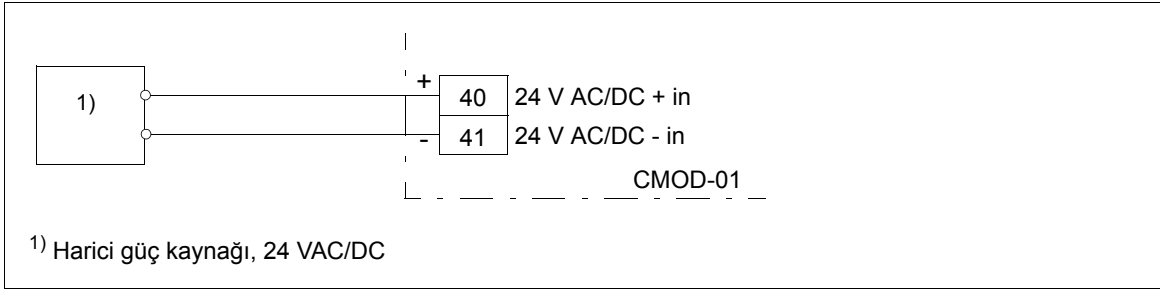 1)
+ 40 24 V AC/DC + in
- 41 24 V AC/DC - in
CMOD-01
1) Harici güç kaynağı, 24 VAC/DC